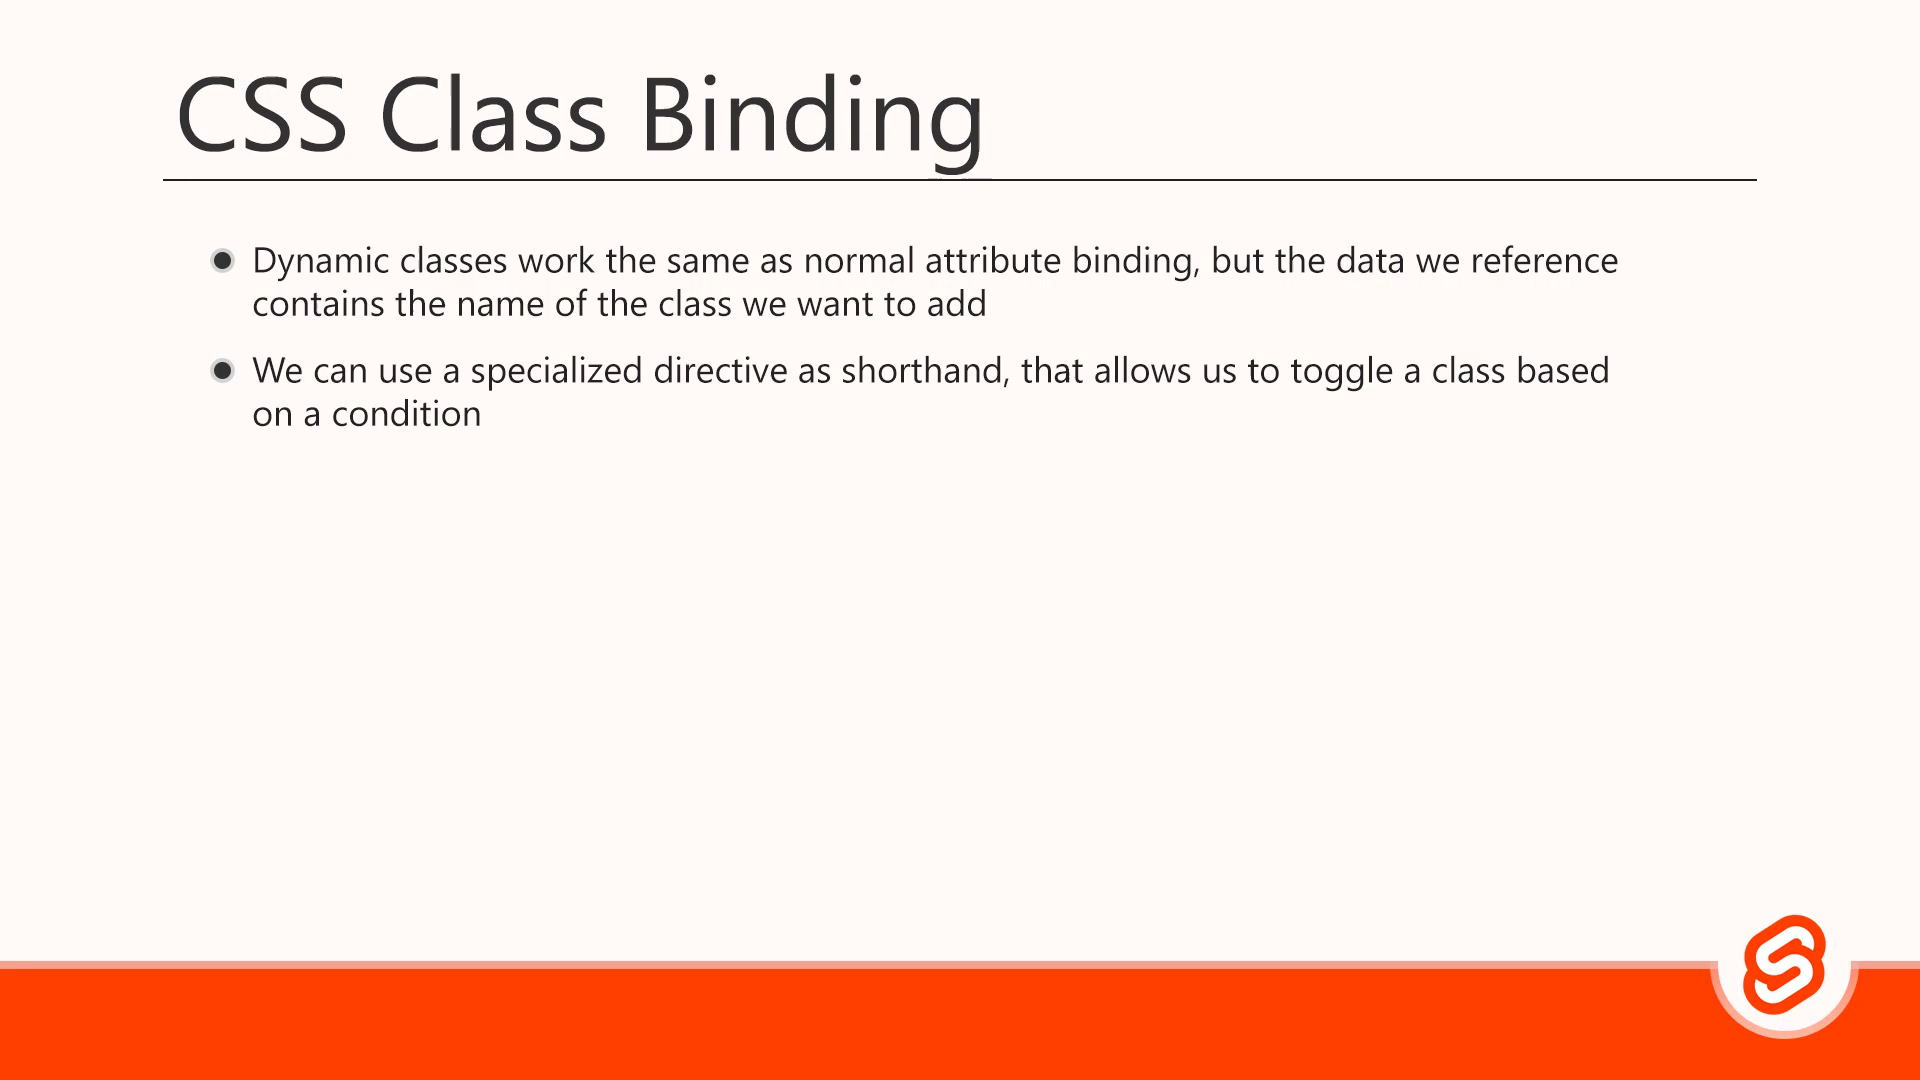 CSS Class Binding
Dynamic classes work the same as normal attribute binding, but the data we reference
contains the name of the class we want to add
We can use a specialized directive as shorthand, that allows us to toggle a class based
on a condition